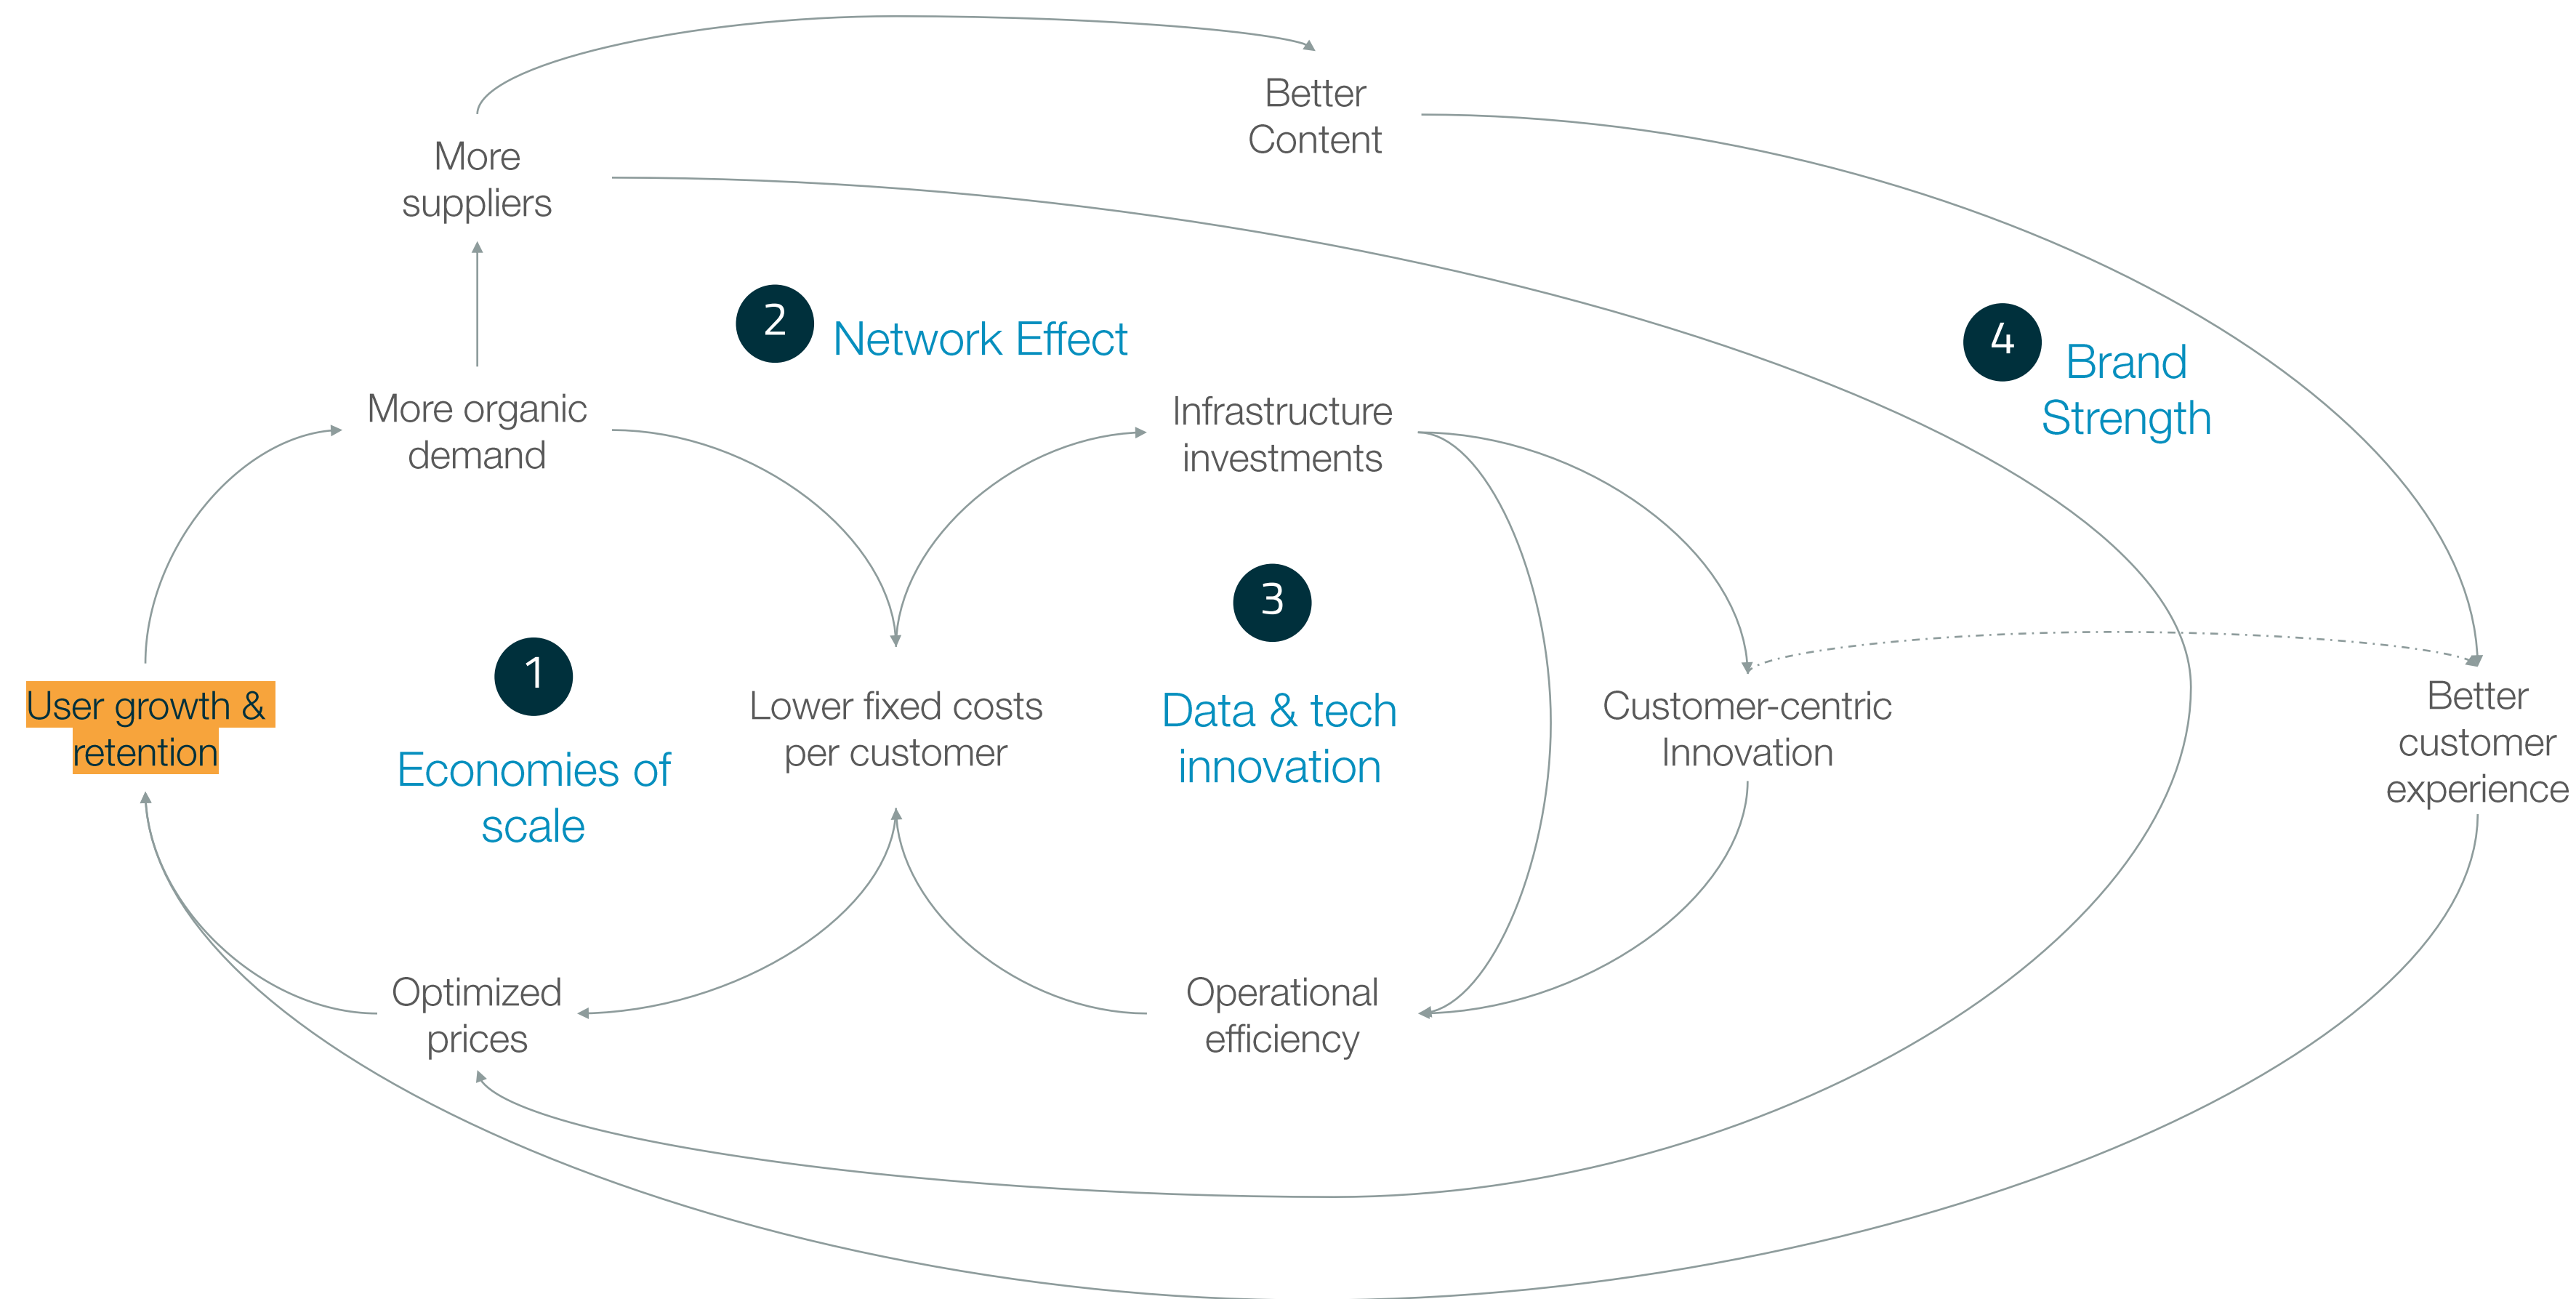 Better
Content
More
suppliers
2
Network Effect
4
Brand
Strength
More organic
demand
Infrastructure
investments
3
Data & tech
innovation
1
Economies of
scale
User growth &
retention
Lower fixed costs
per customer
Customer-centric
Innovation
Better
customer
experience
Optimized
prices
Operational
efficiency